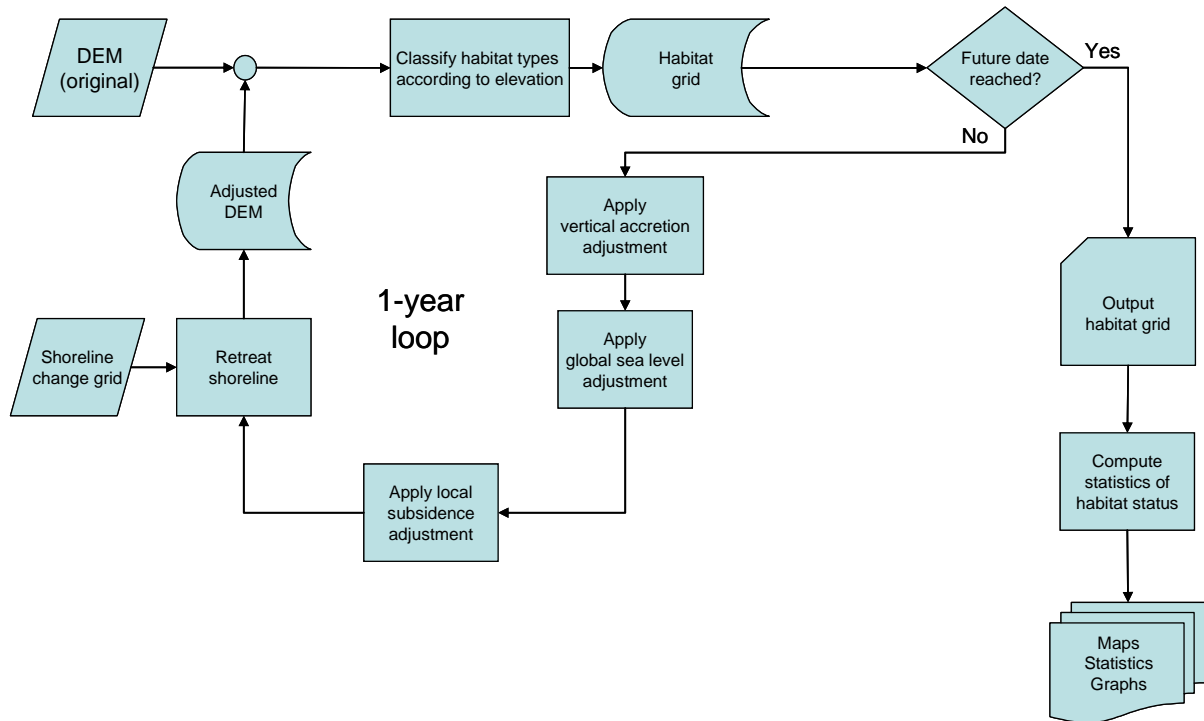 DEM
(original)
Classify habitat types
according to elevation
Habitat
grid
Future date
reached?
Yes
No
Adjusted
DEM
Apply
vertical accretion
adjustment
1-year
loop
Output
habitat grid
Shoreline
change grid
Retreat
shoreline
Apply
global sea level
adjustment
Apply local
subsidence
adjustment
Compute
statistics of
habitat status
Maps
Statistics
Graphs